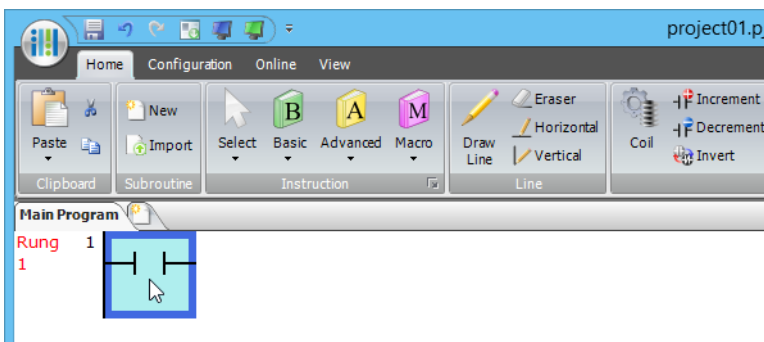 project01.pj
Home Configuration Online View
Paste
Clipboard
New
Import
Subroutine
Select Basic Advanced Macro
B A M
Instruction
Draw
Line
Eraser
Horizontal
Vertical
Line
Coil
Increment
Decrement
Invert
Main Program
Rung 1
1